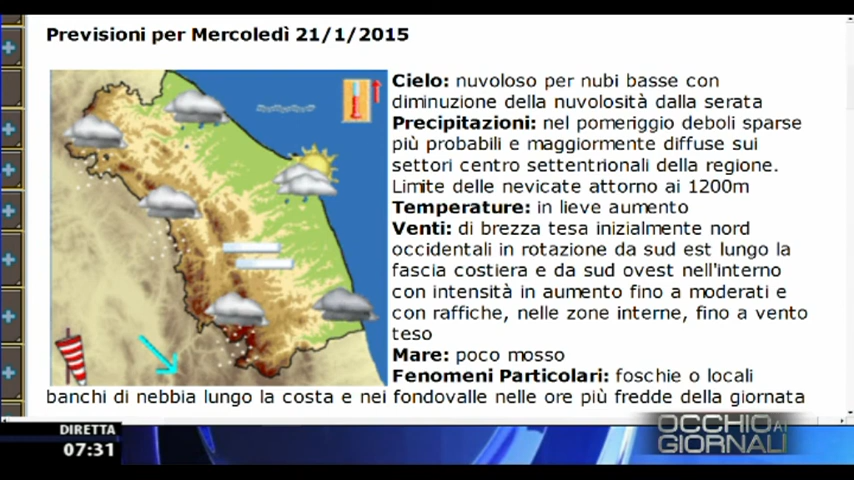 Previsioni per Mercoledì 21/1/2015
Cielo: nuvoloso per nubi basse con
diminuzione della nuvolosità dalla serata
Precipitazioni: nel pomeriggio deboli sparse
più probabili e maggiormente diffuse sui
settori centro settentrionali della regione.
Limite delle nevicate attorno ai 1200m
Temperature: in lieve aumento
Venti: di brezza tesa inizialmente nord
occidentali in rotazione da sud est lungo la
fascia costiera e da sud ovest nell'interno
con intensità in aumento fino a moderati e
con raffiche, nelle zone interne, fino a vento
teso
Mare: poco mosso
Fenomeni Particolari: foschie o locali
banchi di nebbia lungo la costa e nei fondovalle nelle ore più fredde della giornata
DIRETTA
07:31
OCCHIO AI
GIORNALI